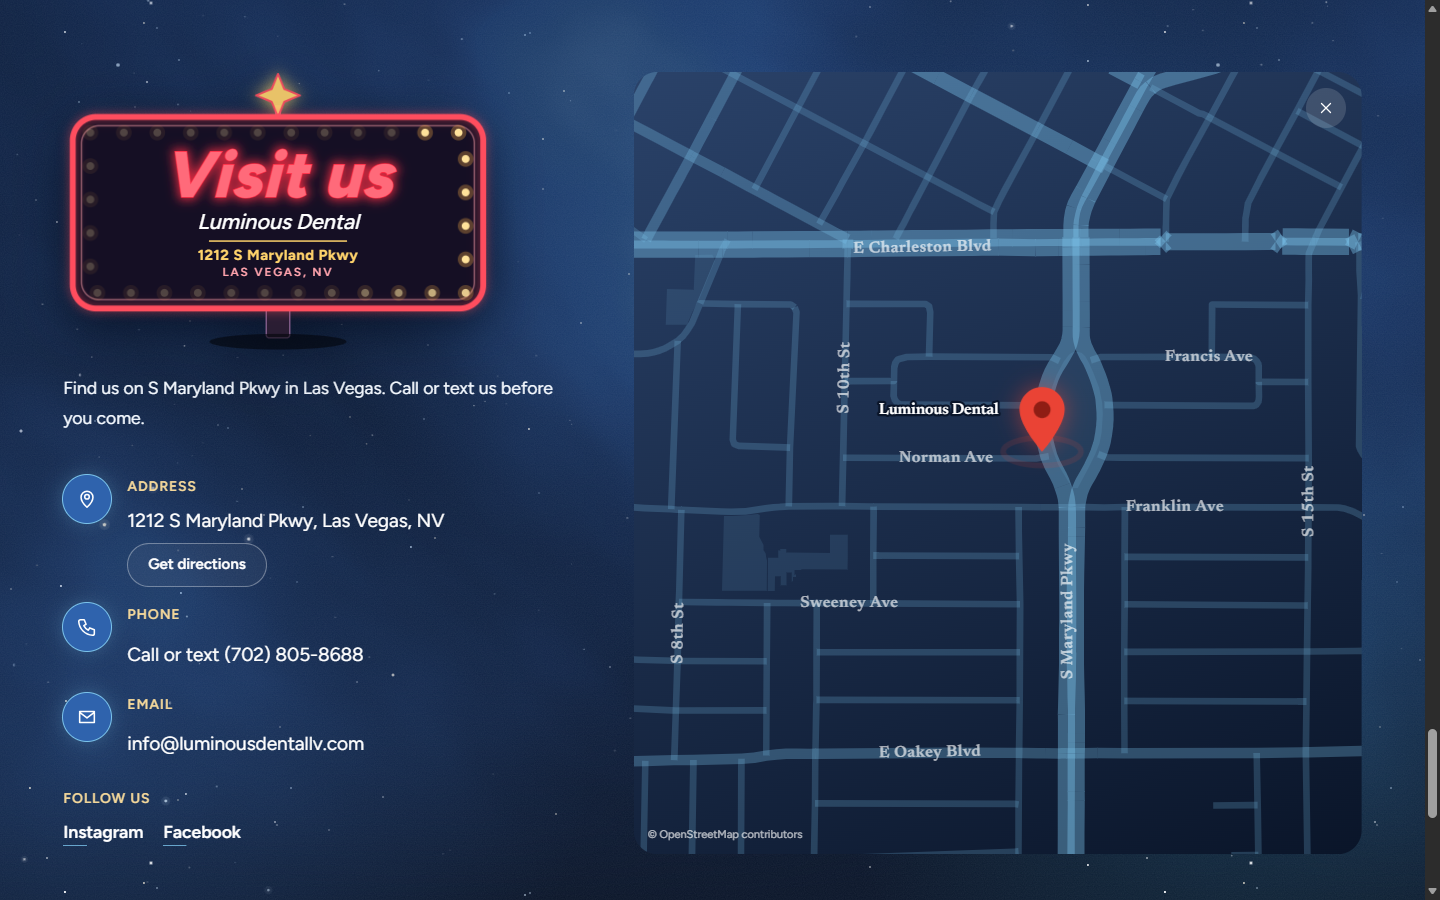 Visit us
Luminous Dental
1212 S Maryland Pkwy
LAS VEGAS, NV
Find us on S Maryland Pkwy in Las Vegas. Call or text us before
you come.
ADDRESS
1212 S Maryland Pkwy, Las Vegas, NV
Get directions
PHONE
Call or text (702) 805-8688
EMAIL
info@luminousdentallv.com
FOLLOW US
Instagram Facebook
E Charleston Blvd
S 10th St
Francis Ave
Luminous Dental
Norman Ave
S 15th St
Franklin Ave
S Maryland Pkwy
Sweeney Ave
S 8th St
E Oakey Blvd
© OpenStreetMap contributors